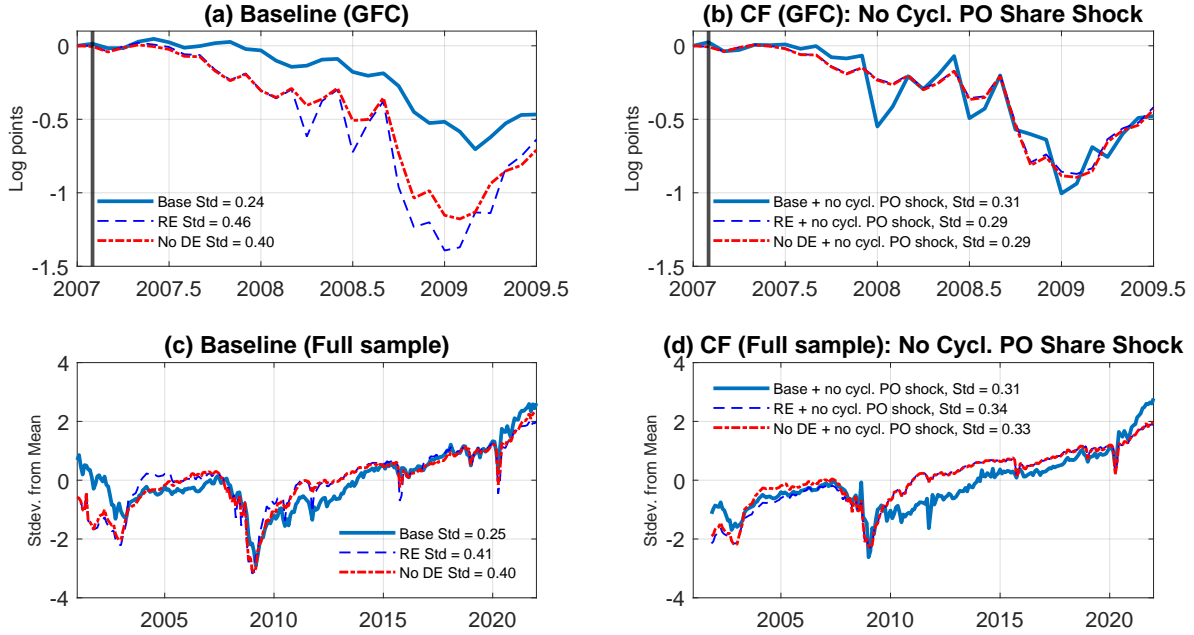 (a) Baseline (GFC)
Log points
0
-0.5
-1
-1.5
Base Std = 0.24
RE Std = 0.46
No DE Std = 0.40
2007
2007.5
2008
2008.5
2009
2009.5
(b) CF (GFC): No Cycl. PO Share Shock
Log points
0
-0.5
-1
-1.5
Base + no cycl. PO shock, Std = 0.31
RE + no cycl. PO shock, Std = 0.29
No DE + no cycl. PO shock, Std = 0.29
2007
2007.5
2008
2008.5
2009
2009.5
(c) Baseline (Full sample)
Stdev. from Mean
4
2
0
-2
-4
Base Std = 0.25
RE Std = 0.41
No DE Std = 0.40
2005
2010
2015
2020
(d) CF (Full sample): No Cycl. PO Share Shock
Stdev. from Mean
4
2
0
-2
-4
Base + no cycl. PO shock, Std = 0.31
RE + no cycl. PO shock, Std = 0.34
No DE + no cycl. PO shock, Std = 0.33
2005
2010
2015
2020